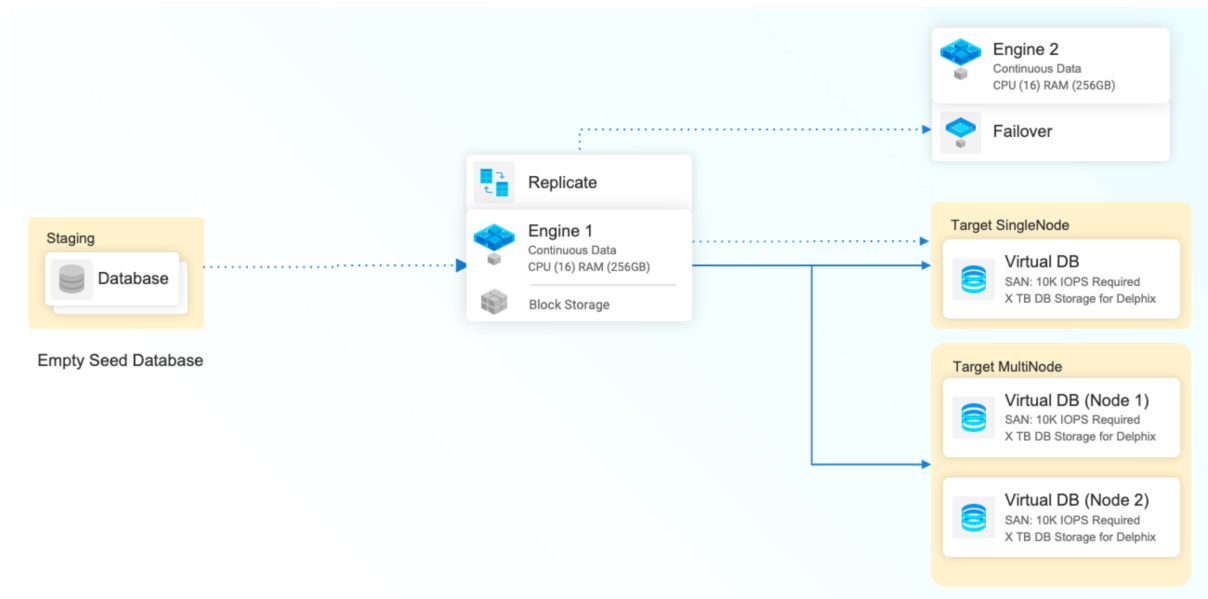 Staging
Database
Empty Seed Database
Replicate
Engine 1
Continuous Data
CPU (16) RAM (256GB)
Block Storage
Engine 2
Continuous Data
CPU (16) RAM (256GB)
Failover
Target SingleNode
Virtual DB
SAN: 10K IOPS Required
X TB DB Storage for Delphix
Target MultiNode
Virtual DB (Node 1)
SAN: 10K IOPS Required
X TB DB Storage for Delphix
Virtual DB (Node 2)
SAN: 10K IOPS Required
X TB DB Storage for Delphix